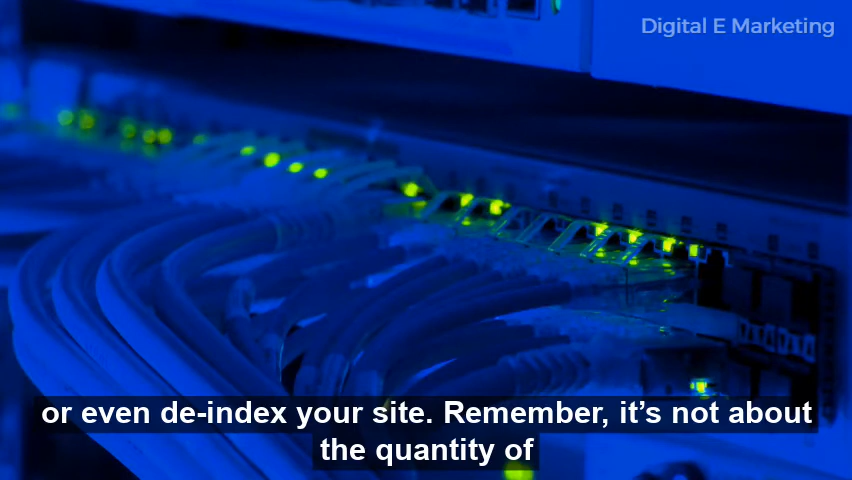 Digital E Marketing
or even de-index your site. Remember, it’s not about
the quantity of